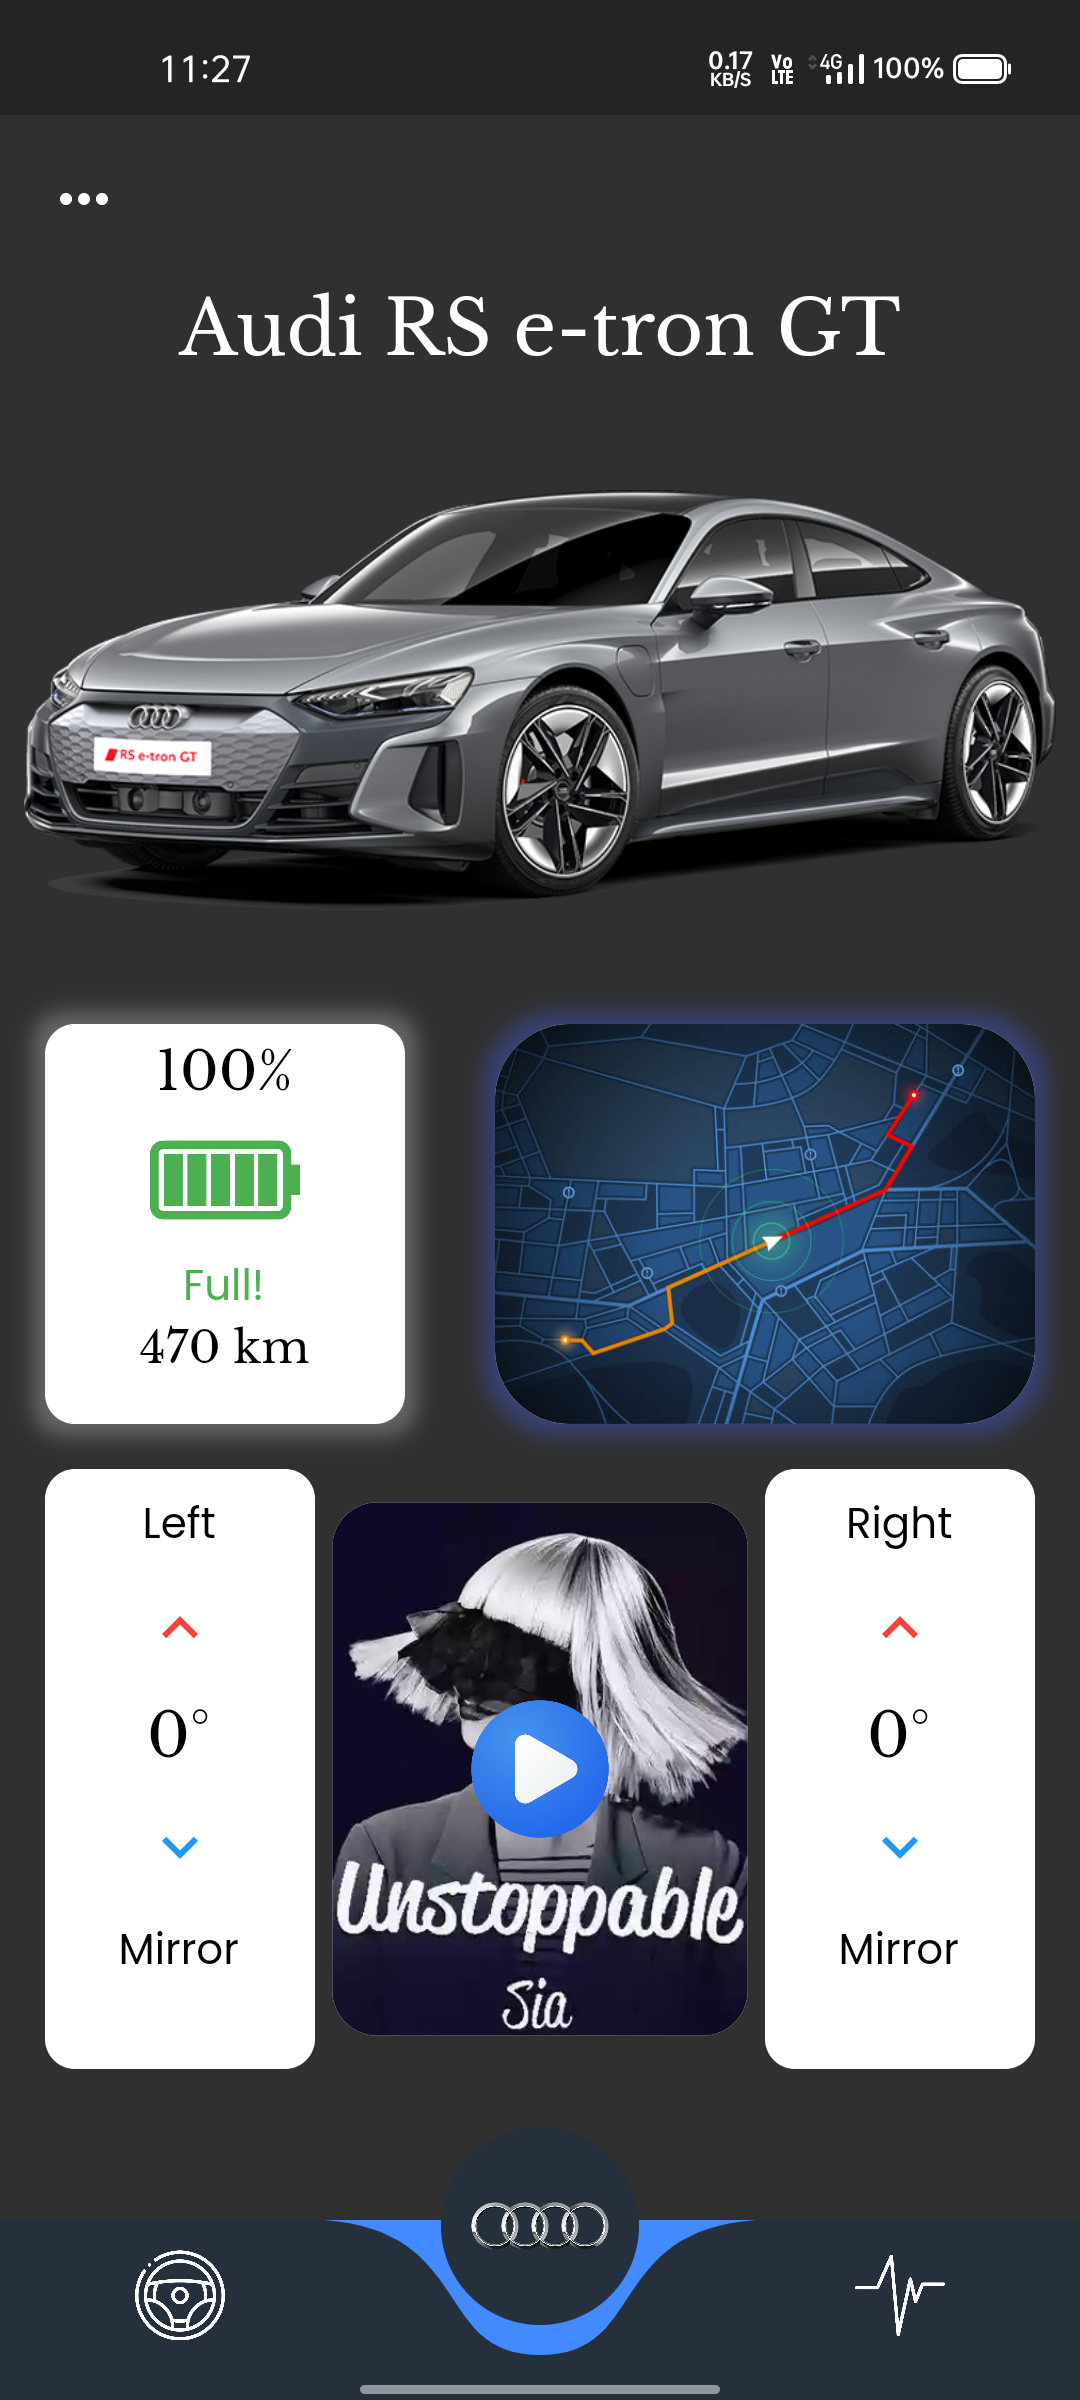 11:27
0.17 KB/S Vo LTE 4G 100%
Audi RS e-tron GT
RS e-tron GT
100%
Full!
470 km
Left
0°
Mirror
Unstoppable
Sia
Right
0°
Mirror